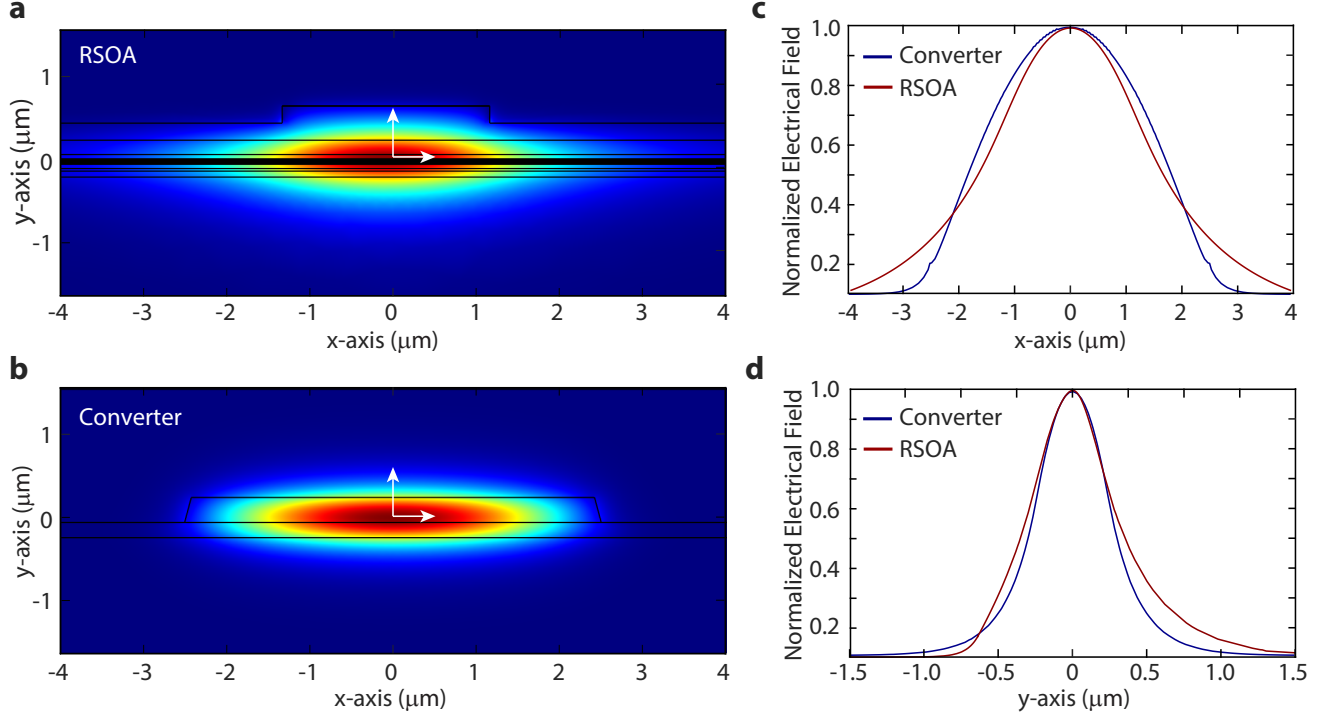 a
RSOA
1
0
-1
y-axis (μm)
-4 -3 -2 -1 0 1 2 3 4
x-axis (μm)
c
Converter
RSOA
1.0
0.8
0.6
0.4
0.2
Normalized Electrical Field
-4 -3 -2 -1 0 1 2 3 4
x-axis (μm)
b
Converter
1
0
-1
y-axis (μm)
-4 -3 -2 -1 0 1 2 3 4
x-axis (μm)
d
Converter
RSOA
1.0
0.8
0.6
0.4
0.2
Normalized Electrical Field
-1.5 -1.0 -0.5 0 0.5 1.0 1.5
y-axis (μm)